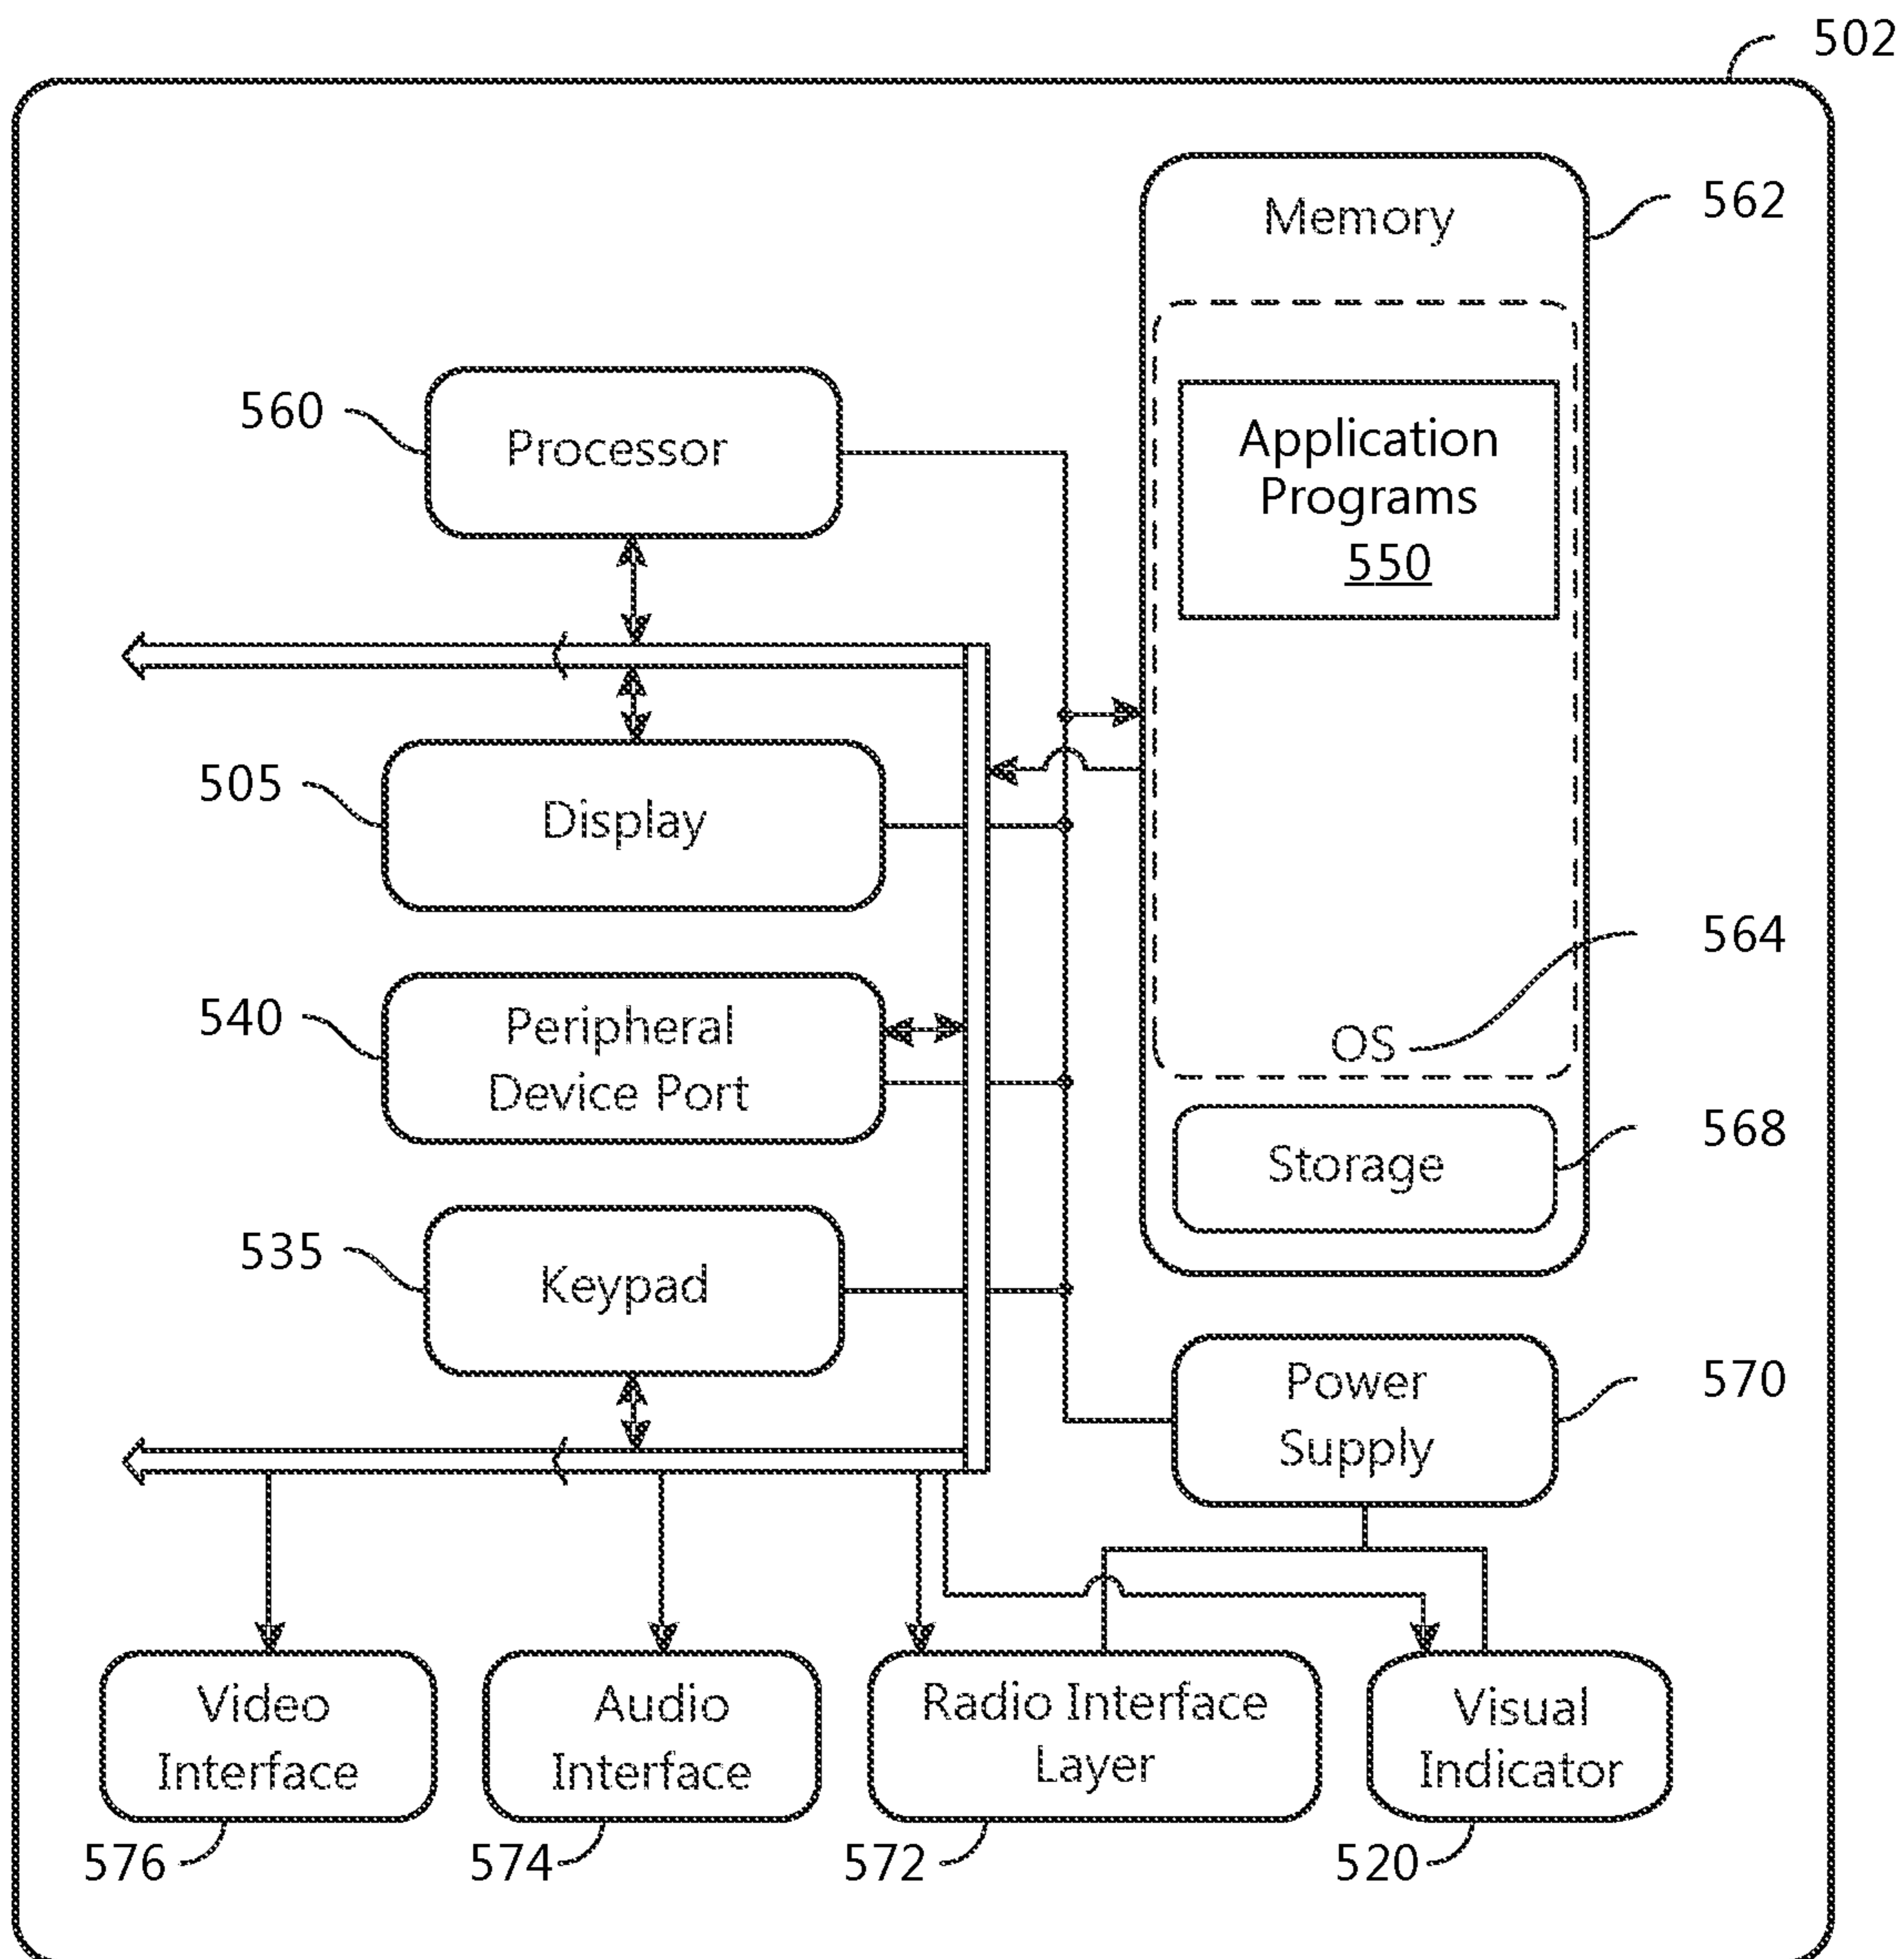 502
Memory
562
560
Processor
Application
Programs
550
505
Display
564
540
Peripheral
Device Port
OS
568
Storage
535
Keypad
Power
Supply
570
Video
Interface
Audio
Interface
Radio Interface
Layer
Visual
Indicator
576
574
572
520